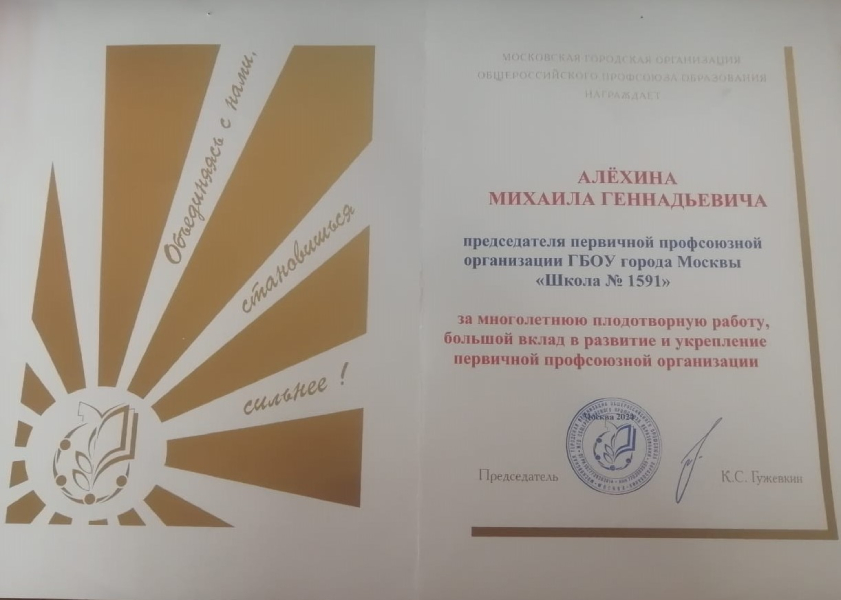 Объединяясь с нами,
становишься
сильнее !
МОСКОВСКАЯ ГОРОДСКАЯ ОРГАНИЗАЦИЯ
ОБЩЕРОССИЙСКОГО ПРОФСОЮЗА ОБРАЗОВАНИЯ
НАГРАЖДАЕТ
АЛЁХИНА
МИХАИЛА ГЕННАДЬЕВИЧА
председателя первичной профсоюзной
организации ГБОУ города Москвы
«Школа № 1591»
за многолетнюю плодотворную работу,
большой вклад в развитие и укрепление
первичной профсоюзной организации
Москва
Председатель
К.С. Гужевкин